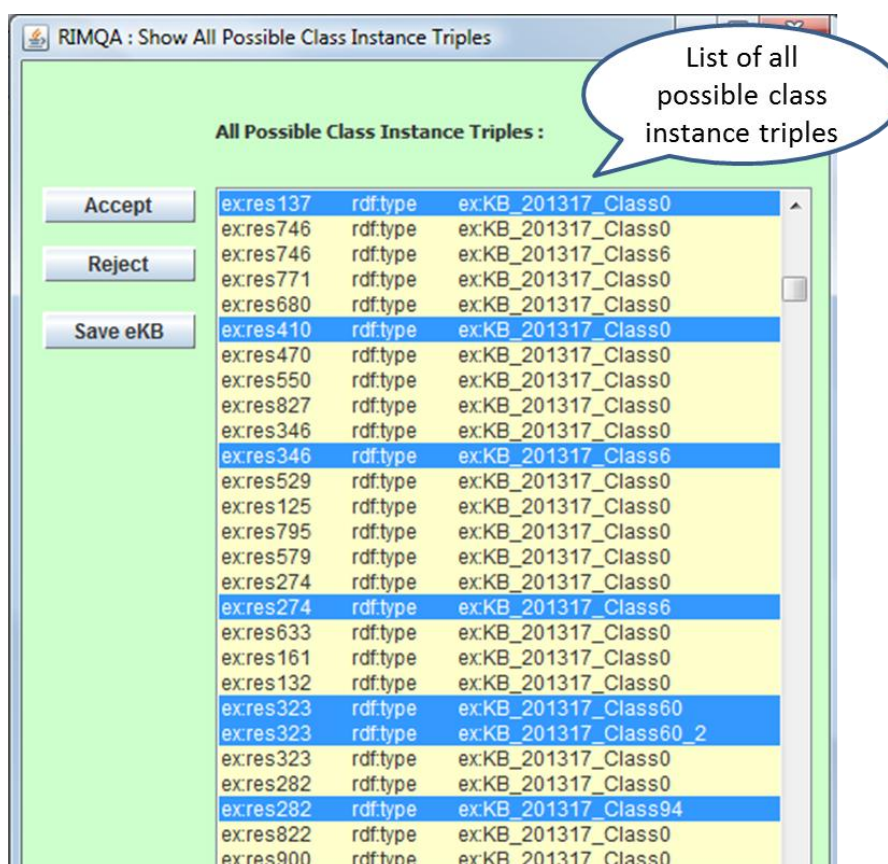 RIMQA : Show All Possible Class Instance Triples
List of all
possible class
instance triples
All Possible Class Instance Triples :
Accept
Reject
Save eKB
ex:res137 rdf:type ex:KB_201317_Class0
ex:res746 rdf:type ex:KB_201317_Class0
ex:res746 rdf:type ex:KB_201317_Class6
ex:res771 rdf:type ex:KB_201317_Class0
ex:res680 rdf:type ex:KB_201317_Class0
ex:res410 rdf:type ex:KB_201317_Class0
ex:res470 rdf:type ex:KB_201317_Class0
ex:res550 rdf:type ex:KB_201317_Class0
ex:res827 rdf:type ex:KB_201317_Class0
ex:res346 rdf:type ex:KB_201317_Class0
ex:res346 rdf:type ex:KB_201317_Class6
ex:res529 rdf:type ex:KB_201317_Class0
ex:res125 rdf:type ex:KB_201317_Class0
ex:res795 rdf:type ex:KB_201317_Class0
ex:res579 rdf:type ex:KB_201317_Class0
ex:res274 rdf:type ex:KB_201317_Class0
ex:res274 rdf:type ex:KB_201317_Class6
ex:res633 rdf:type ex:KB_201317_Class0
ex:res161 rdf:type ex:KB_201317_Class0
ex:res132 rdf:type ex:KB_201317_Class0
ex:res323 rdf:type ex:KB_201317_Class60
ex:res323 rdf:type ex:KB_201317_Class60_2
ex:res323 rdf:type ex:KB_201317_Class0
ex:res282 rdf:type ex:KB_201317_Class0
ex:res282 rdf:type ex:KB_201317_Class94
ex:res822 rdf:type ex:KB_201317_Class0
ex:res900 rdf:type ex:KB_201317_Class0